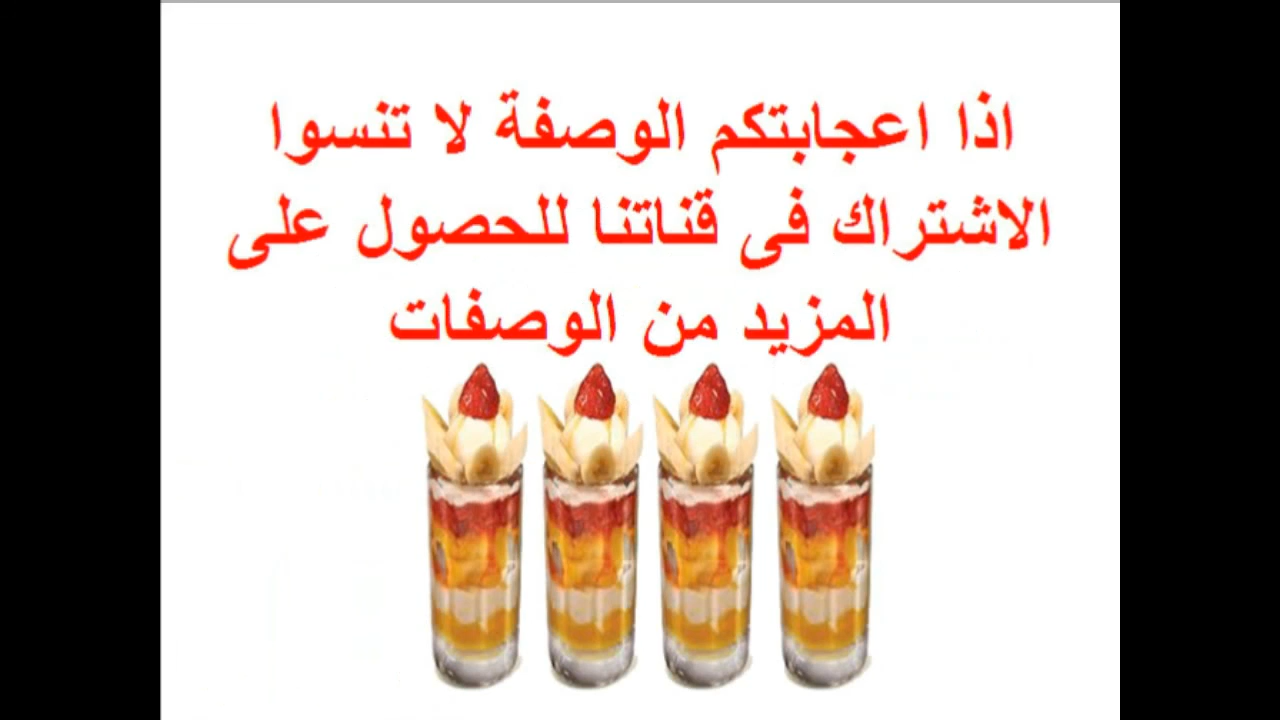 اذا اعجابتكم الوصفة لا تنسوا
الاشتراك فى قناتنا للحصول على
المزيد من الوصفات